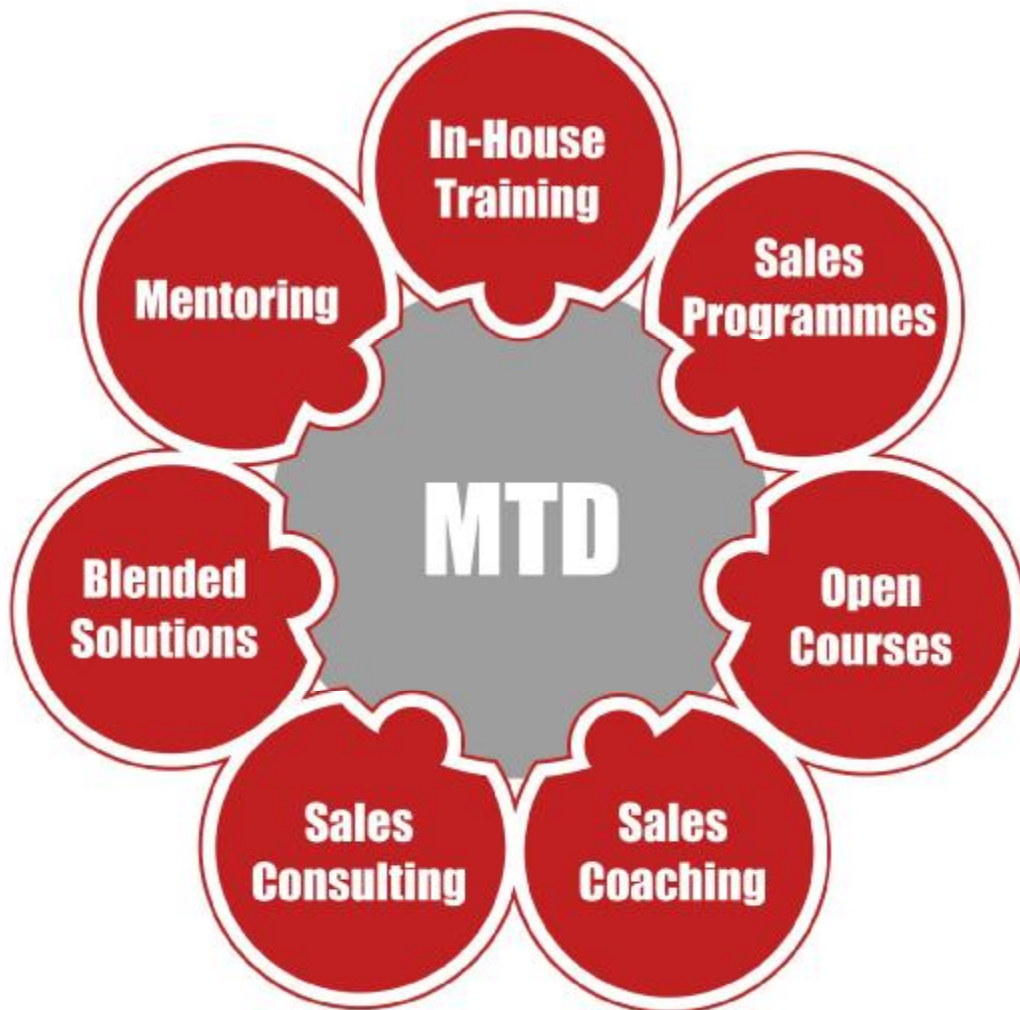 In-House
Training
Sales
Programmes
Open
Courses
Sales
Coaching
Sales
Consulting
Blended
Solutions
Mentoring
MTD